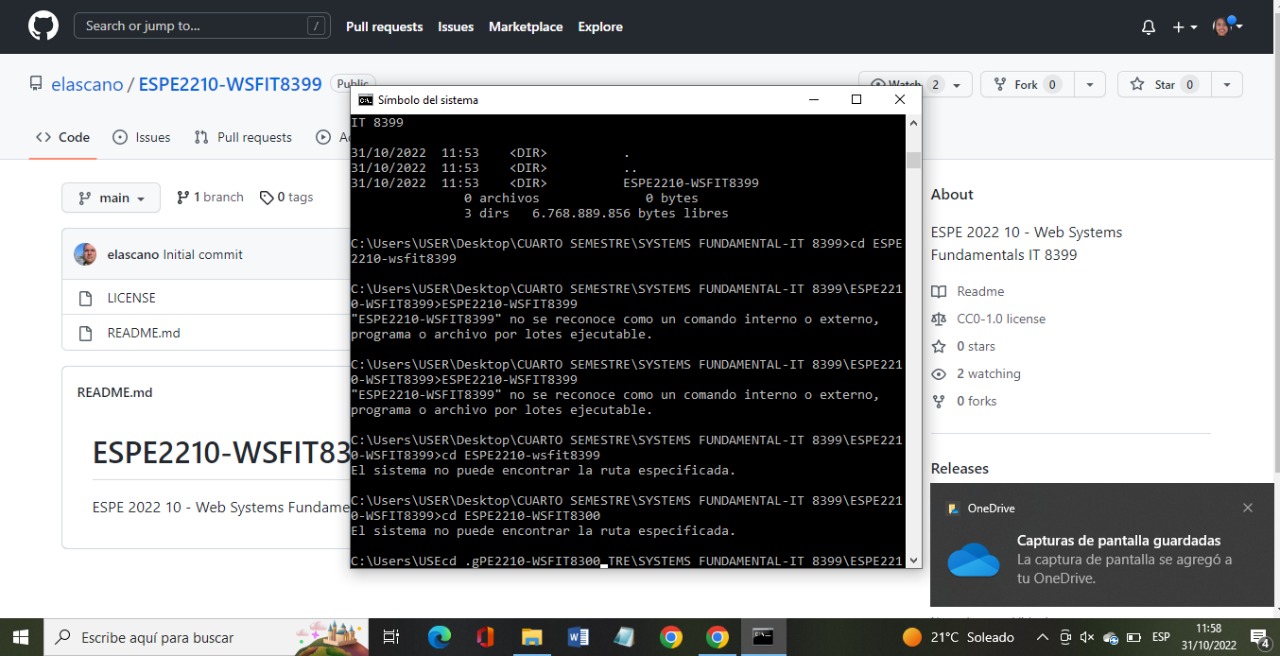 Search or jump to...
/
Pull requests
Issues
Marketplace
Explore
elascano / ESPE2210-WSFIT8399
Public
Watch
2
Fork
0
Star
0
Code
Issues
Pull requests
main
1 branch
0 tags
elascano Initial commit
LICENSE
README.md
README.md
ESPE2210-WSFIT83
ESPE 2022 10 - Web Systems Fundame
Símbolo del sistema
IT 8399
31/10/2022  11:53    <DIR>          .
31/10/2022  11:53    <DIR>          ..
31/10/2022  11:53    <DIR>          ESPE2210-WSFIT8399
0 archivos              0 bytes
3 dirs   6.768.889.856 bytes libres
C:\Users\USER\Desktop\CUARTO SEMESTRE\SYSTEMS FUNDAMENTAL-IT 8399>cd ESPE
2210-wsfit8399
C:\Users\USER\Desktop\CUARTO SEMESTRE\SYSTEMS FUNDAMENTAL-IT 8399\ESPE221
0-WSFIT8399>ESPE2210-WSFIT8399
"ESPE2210-WSFIT8399" no se reconoce como un comando interno o externo,
programa o archivo por lotes ejecutable.
C:\Users\USER\Desktop\CUARTO SEMESTRE\SYSTEMS FUNDAMENTAL-IT 8399\ESPE221
0-WSFIT8399>ESPE2210-WSFIT8399
"ESPE2210-WSFIT8399" no se reconoce como un comando interno o externo,
programa o archivo por lotes ejecutable.
C:\Users\USER\Desktop\CUARTO SEMESTRE\SYSTEMS FUNDAMENTAL-IT 8399\ESPE221
0-WSFIT8399>cd ESPE2210-wsfit8399
El sistema no puede encontrar la ruta especificada.
C:\Users\USER\Desktop\CUARTO SEMESTRE\SYSTEMS FUNDAMENTAL-IT 8399\ESPE221
0-WSFIT8399>cd ESPE2210-WSFIT8300
El sistema no puede encontrar la ruta especificada.
C:\Users\USEcd .gPE2210-WSFIT8300_TRE\SYSTEMS FUNDAMENTAL-IT 8399\ESPE221
About
ESPE 2022 10 - Web Systems
Fundamentals IT 8399
Readme
CC0-1.0 license
0 stars
2 watching
0 forks
Releases
OneDrive
Capturas de pantalla guardadas
La captura de pantalla se agregó a
tu OneDrive.
Escribe aquí para buscar
21°C Soleado
ESP
11:58
31/10/2022
4